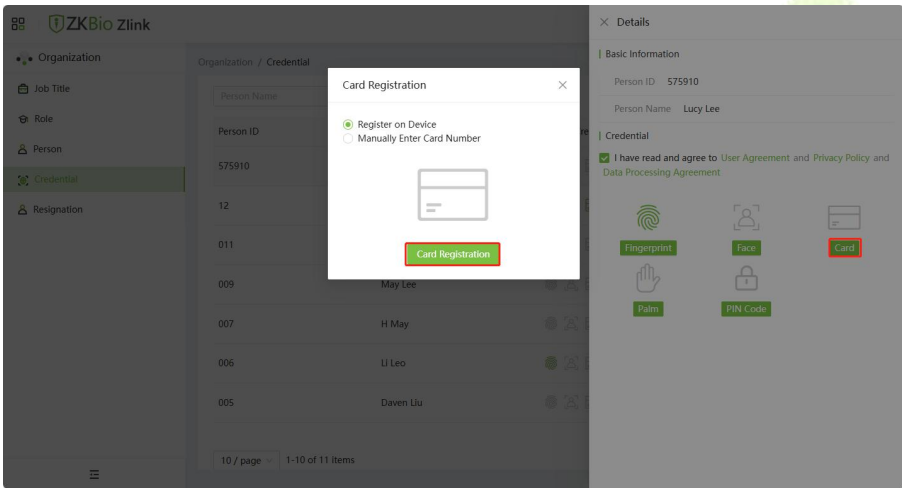 ZKBio Zlink
Organization
Job Title
Role
Person
Credential
Resignation
Organization / Credential
Person Name
Person ID
575910
12
011
009
May Lee
007
H May
006
Li Leo
005
Daven Liu
10 / page
1-10 of 11 items
Card Registration
Register on Device
Manually Enter Card Number
Card Registration
Details
Basic Information
Person ID 575910
Person Name Lucy Lee
Credential
I have read and agree to User Agreement and Privacy Policy and
Data Processing Agreement
Fingerprint
Face
Card
Palm
PIN Code